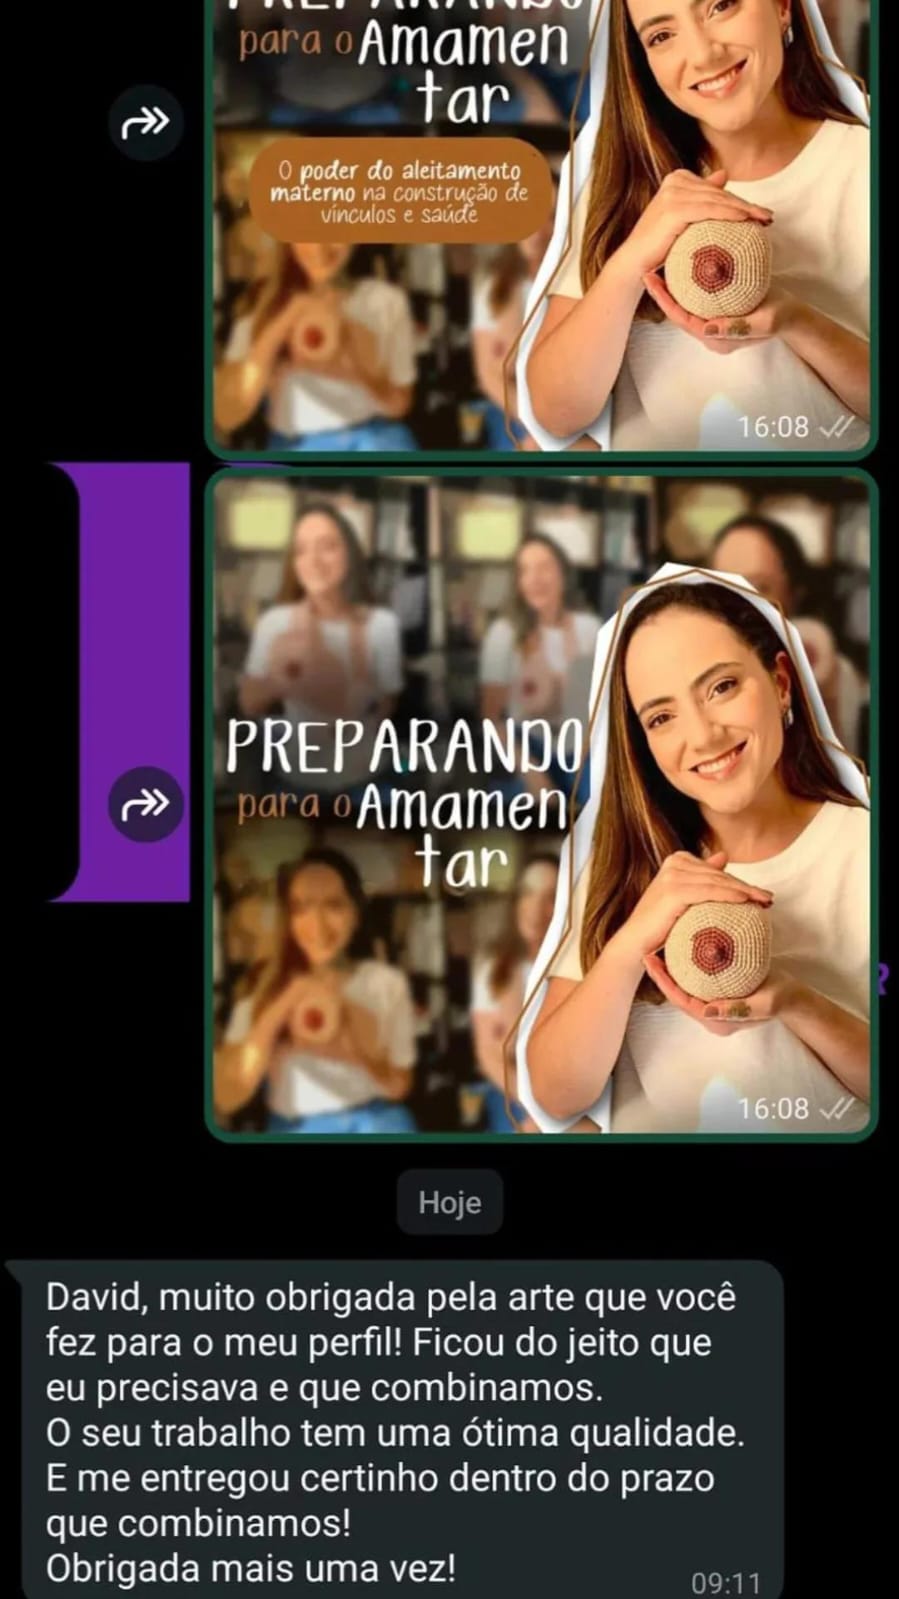 PREPARANDO
para o Amamen
tar
O poder do aleitamento
materno na construção de
vínculos e saúde
16:08
PREPARANDO
para o Amamen
tar
16:08
Hoje
David, muito obrigada pela arte que você
fez para o meu perfil! Ficou do jeito que
eu precisava e que combinamos.
O seu trabalho tem uma ótima qualidade.
E me entregou certinho dentro do prazo
que combinamos!
Obrigada mais uma vez!
09:11